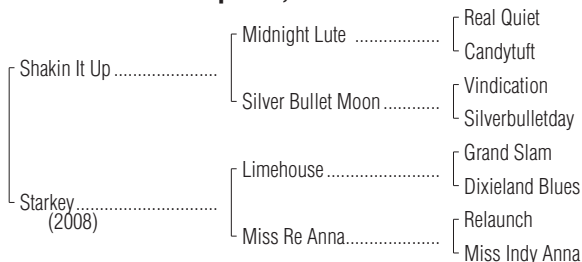 Real Quiet
Midnight Lute ..................
Candytuft
Shakin It Up ......................
Vindication
Silver Bullet Moon ............
Silverbulletday
Grand Slam
Limehouse ........................
Dixieland Blues
Starkey..............................
(2008)
Relaunch
Miss Re Anna....................
Miss Indy Anna